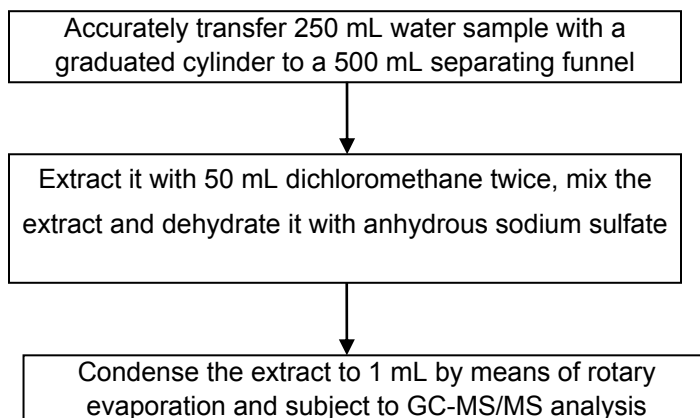 Accurately transfer 250 mL water sample with a
graduated cylinder to a 500 mL separating funnel
Extract it with 50 mL dichloromethane twice, mix the
extract and dehydrate it with anhydrous sodium sulfate
Condense the extract to 1 mL by means of rotary
evaporation and subject to GC-MS/MS analysis